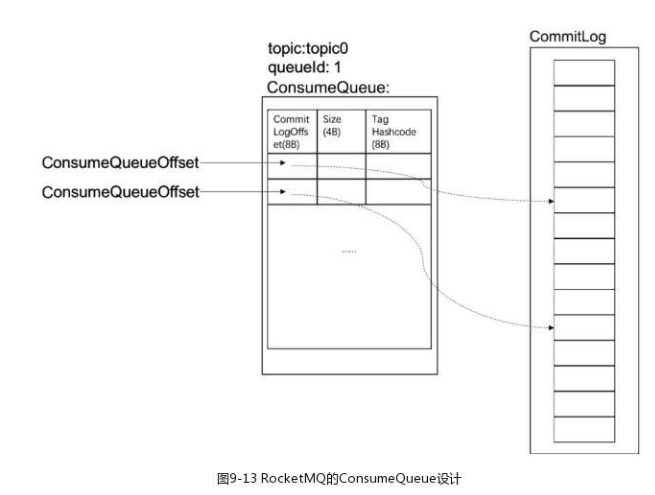 topic:topic0
queueId: 1
ConsumeQueue:
CommitLog
Commit
LogOffs
et(8B)
Size
(4B)
Tag
Hashcode
(8B)
ConsumeQueueOffset
ConsumeQueueOffset
......
图9-13 RocketMQ的ConsumeQueue设计